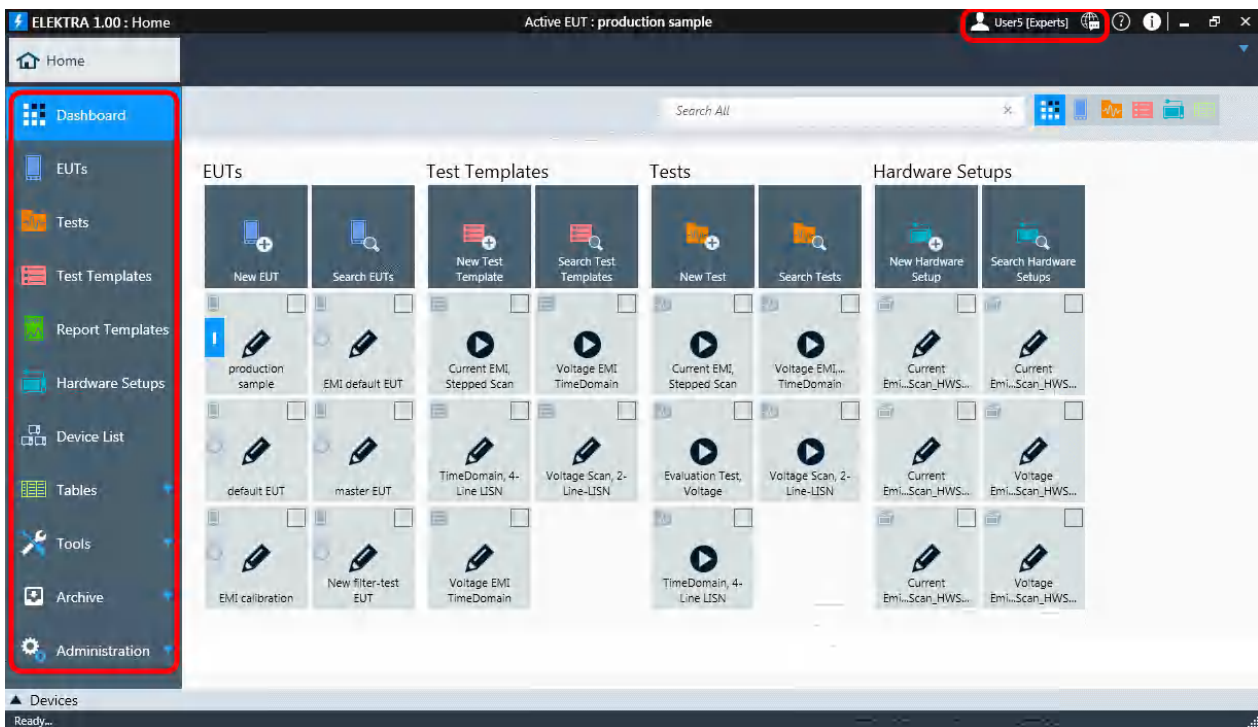 ELEKTRA 1.00 : Home
Active EUT : production sample
User5 [Experts]
Home
Dashboard
EUTs
Tests
Test Templates
Report Templates
Hardware Setups
Device List
Tables
Tools
Archive
Administration
Search All
EUTs
Test Templates
Tests
Hardware Setups
New EUT
Search EUTs
New Test
Template
Search Test
Templates
New Test
Search Tests
New Hardware
Setup
Search Hardware
Setups
production
sample
EMI default EUT
Current EMI,
Stepped Scan
Voltage EMI
TimeDomain
Current EMI,
Stepped Scan
Voltage EMI,...
TimeDomain
Current
Emi...Scan_HWS...
Current
Emi...Scan_HWS...
default EUT
master EUT
TimeDomain, 4-
Line LISN
Voltage Scan, 2-
Line-LISN
Evaluation Test,
Voltage
Voltage Scan, 2-
Line-LISN
Current
Emi...Scan_HWS...
Voltage
Emi...Scan_HWS...
EMI calibration
New filter-test
EUT
Voltage EMI
TimeDomain
TimeDomain, 4-
Line LISN
Current
Emi...Scan_HWS...
Voltage
Emi...Scan_HWS...
Devices
Ready...